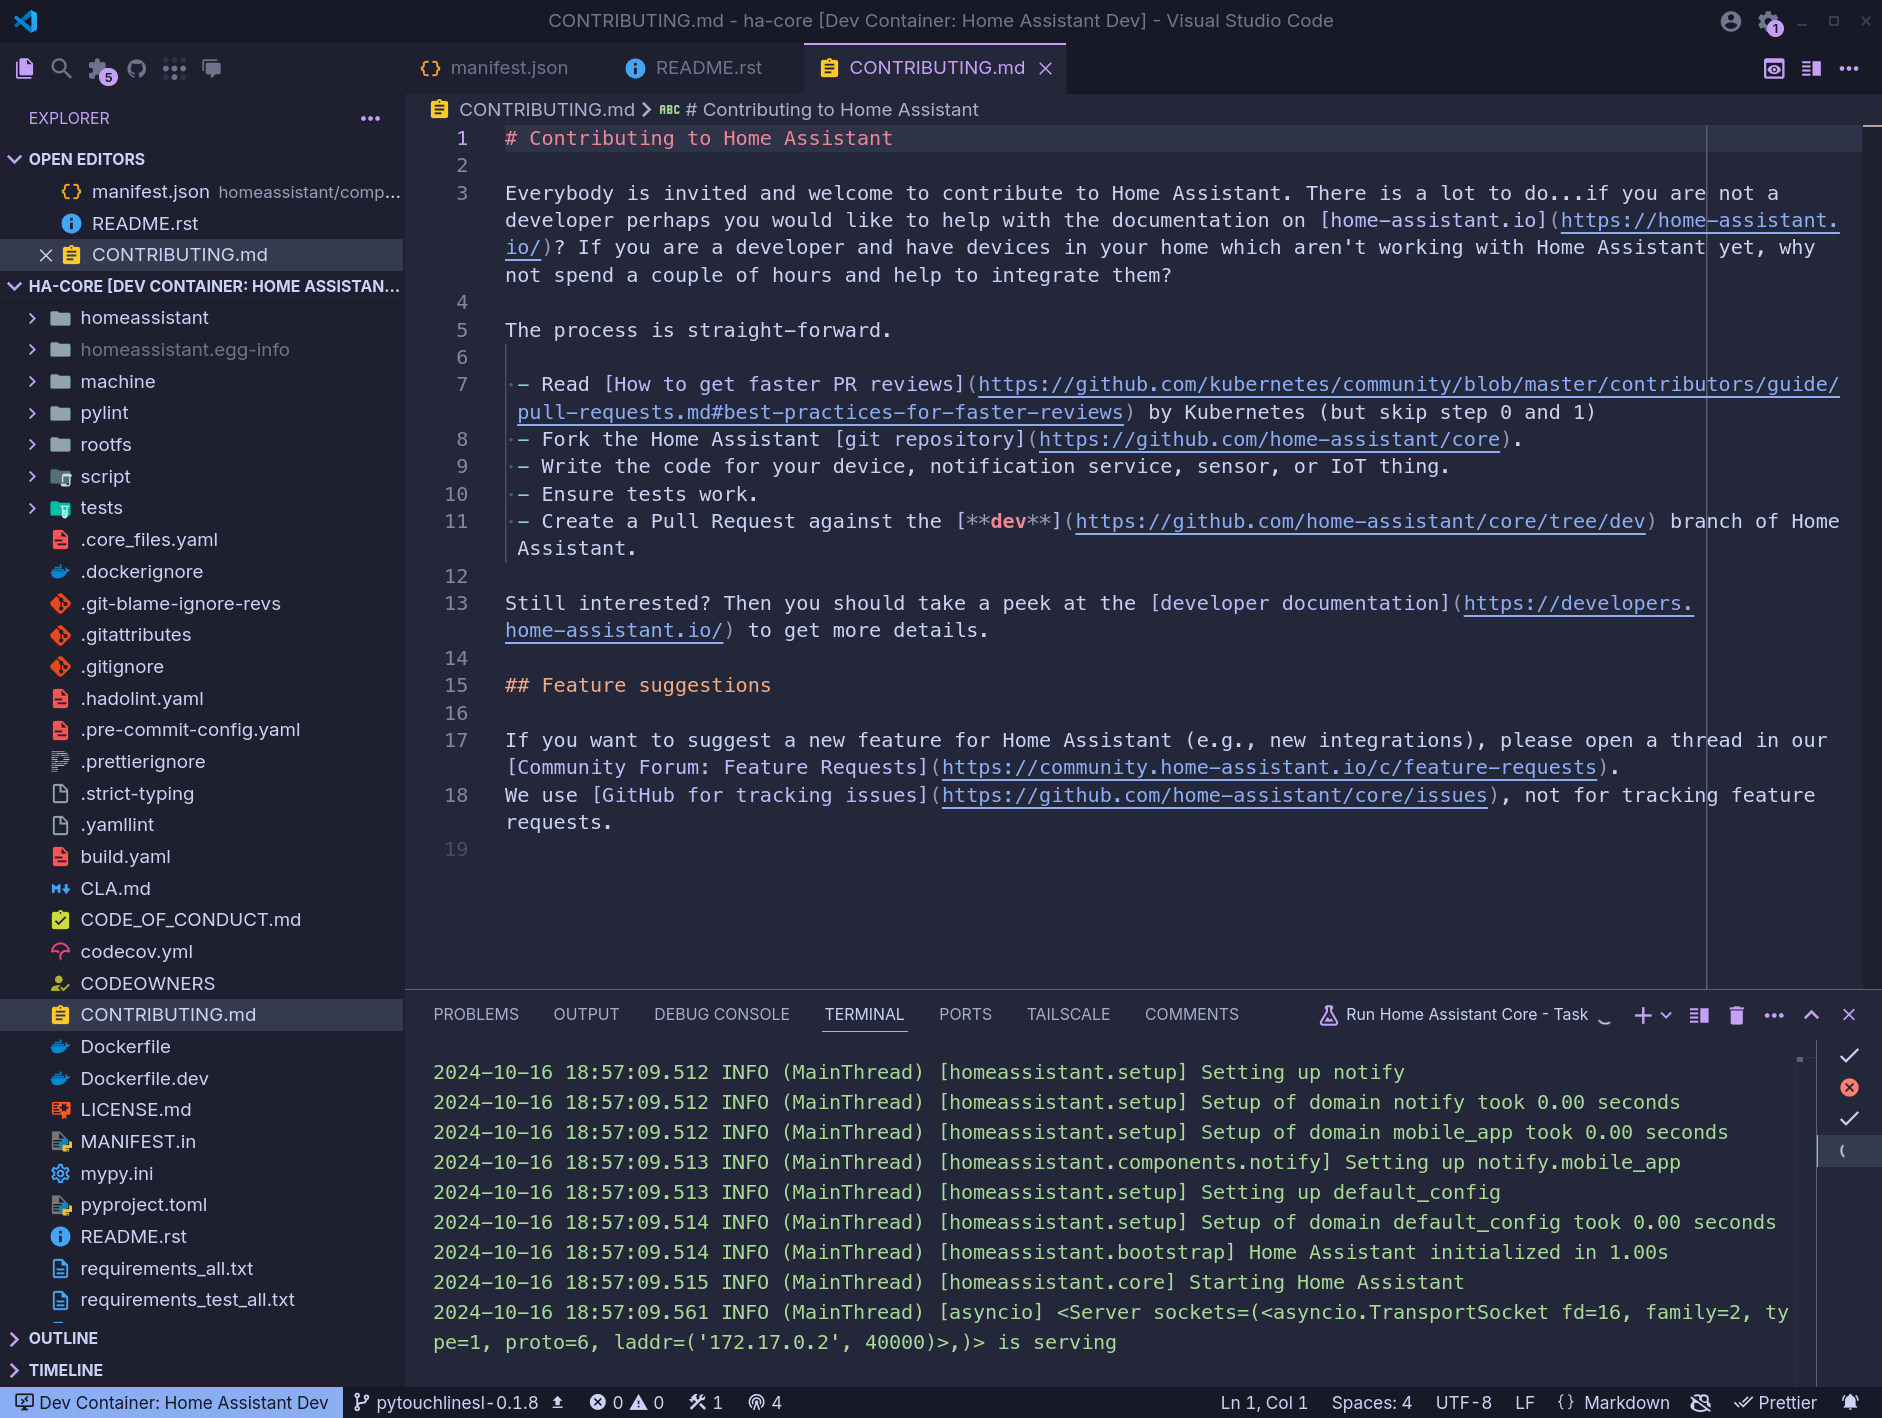 CONTRIBUTING.md - ha-core [Dev Container: Home Assistant Dev] - Visual Studio Code
1
5
manifest.json
README.rst
CONTRIBUTING.md
EXPLORER
OPEN EDITORS
manifest.json homeassistant/comp...
README.rst
CONTRIBUTING.md
HA-CORE [DEV CONTAINER: HOME ASSISTAN...
homeassistant
homeassistant.egg-info
machine
pylint
rootfs
script
tests
.core_files.yaml
.dockerignore
.git-blame-ignore-revs
.gitattributes
.gitignore
.hadolint.yaml
.pre-commit-config.yaml
.prettierignore
.strict-typing
.yamllint
build.yaml
CLA.md
CODE_OF_CONDUCT.md
codecov.yml
CODEOWNERS
CONTRIBUTING.md
Dockerfile
Dockerfile.dev
LICENSE.md
MANIFEST.in
mypy.ini
pyproject.toml
README.rst
requirements_all.txt
requirements_test_all.txt
OUTLINE
TIMELINE
CONTRIBUTING.md > ABC # Contributing to Home Assistant
1 # Contributing to Home Assistant
2
3 Everybody is invited and welcome to contribute to Home Assistant. There is a lot to do...if you are not a
developer perhaps you would like to help with the documentation on [home-assistant.io](https://home-assistant.
io/)? If you are a developer and have devices in your home which aren't working with Home Assistant yet, why
not spend a couple of hours and help to integrate them?
4
5 The process is straight-forward.
6
7 - Read [How to get faster PR reviews](https://github.com/kubernetes/community/blob/master/contributors/guide/
pull-requests.md#best-practices-for-faster-reviews) by Kubernetes (but skip step 0 and 1)
8 - Fork the Home Assistant [git repository](https://github.com/home-assistant/core).
9 - Write the code for your device, notification service, sensor, or IoT thing.
10 - Ensure tests work.
11 - Create a Pull Request against the [**dev**](https://github.com/home-assistant/core/tree/dev) branch of Home
Assistant.
12
13 Still interested? Then you should take a peek at the [developer documentation](https://developers.
home-assistant.io/) to get more details.
14
15 ## Feature suggestions
16
17 If you want to suggest a new feature for Home Assistant (e.g., new integrations), please open a thread in our
[Community Forum: Feature Requests](https://community.home-assistant.io/c/feature-requests).
18 We use [GitHub for tracking issues](https://github.com/home-assistant/core/issues), not for tracking feature
requests.
19
PROBLEMS OUTPUT DEBUG CONSOLE TERMINAL PORTS TAILSCALE COMMENTS Run Home Assistant Core - Task
2024-10-16 18:57:09.512 INFO (MainThread) [homeassistant.setup] Setting up notify
2024-10-16 18:57:09.512 INFO (MainThread) [homeassistant.setup] Setup of domain notify took 0.00 seconds
2024-10-16 18:57:09.512 INFO (MainThread) [homeassistant.setup] Setup of domain mobile_app took 0.00 seconds
2024-10-16 18:57:09.513 INFO (MainThread) [homeassistant.components.notify] Setting up notify.mobile_app
2024-10-16 18:57:09.513 INFO (MainThread) [homeassistant.setup] Setting up default_config
2024-10-16 18:57:09.514 INFO (MainThread) [homeassistant.setup] Setup of domain default_config took 0.00 seconds
2024-10-16 18:57:09.514 INFO (MainThread) [homeassistant.bootstrap] Home Assistant initialized in 1.00s
2024-10-16 18:57:09.515 INFO (MainThread) [homeassistant.core] Starting Home Assistant
2024-10-16 18:57:09.561 INFO (MainThread) [asyncio] <Server sockets=(<asyncio.TransportSocket fd=16, family=2, ty
pe=1, proto=6, laddr=('172.17.0.2', 40000)>,)> is serving
Dev Container: Home Assistant Dev pytouchlinesl-0.1.8 0 0 1 4 Ln 1, Col 1 Spaces: 4 UTF-8 LF {} Markdown Prettier